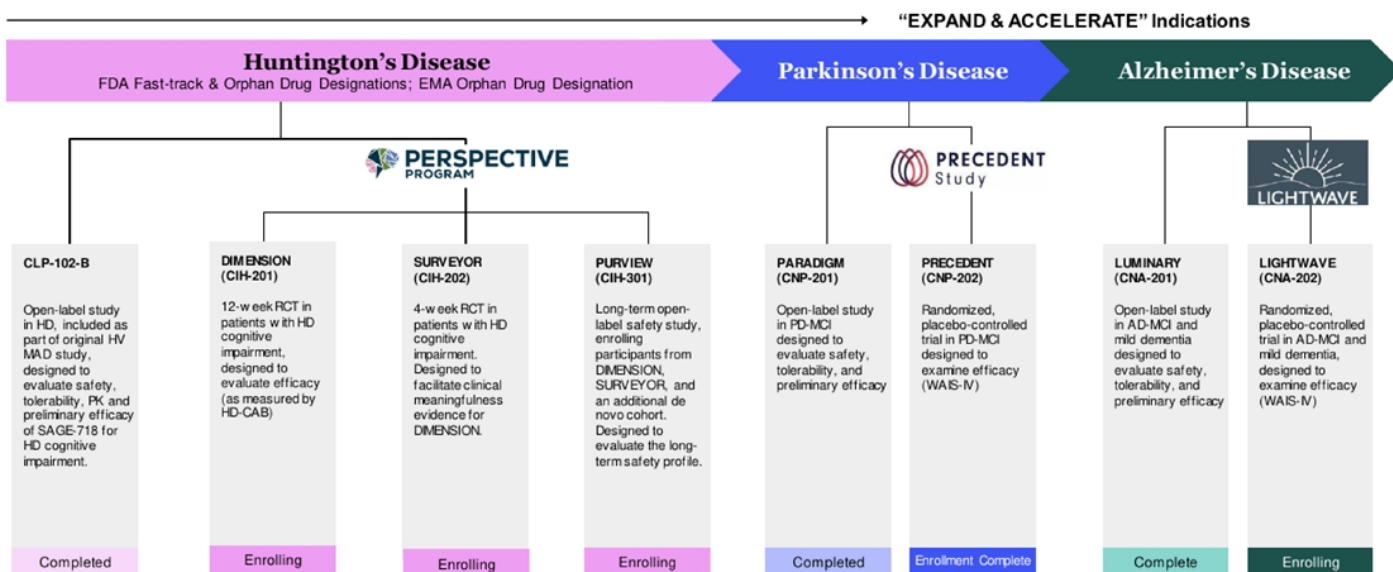 “EXPAND & ACCELERATE” Indications
Huntington’s Disease
FDA Fast-track & Orphan Drug Designations; EMA Orphan Drug Designation
Parkinson’s Disease
Alzheimer’s Disease
PERSPECTIVE
PROGRAM
PRECEDENT
Study
LIGHTWAVE
CLP-102-B
Open-label study
in HD, included as
part of original HV
MAD study,
designed to
evaluate safety,
tolerability, PK and
preliminary efficacy
of SAGE-718 for
HD cognitive
impairment.
Completed
DIMENSION
(CIH-201)
12-week RCT in
patients with HD
cognitive
impairment,
designed to
evaluate efficacy
(as measured by
HD-CAB)
Enrolling
SURVEYOR
(CIH-202)
4-week RCT in
patients with HD
cognitive
impairment.
Designed to
facilitate clinical
meaningfulness
evidence for
DIMENSION.
Enrolling
PURVIEW
(CIH-301)
Long-term open-
label safety study,
enrolling
participants from
DIMENSION,
SURVEYOR, and
an additional de
novo cohort.
Designed to
evaluate the long-
term safety profile.
Enrolling
PARADIGM
(CNP-201)
Open-label study
in PD-MCI
designed to
evaluate safety,
tolerability, and
preliminary efficacy
Completed
PRECEDENT
(CNP-202)
Randomized,
placebo-controlled
trial in PD-MCI
designed to
examine efficacy
(WAIS-IV)
Enrollment Complete
LUMINARY
(CNA-201)
Open-label study
in AD-MCI and
mild dementia
designed to
evaluate safety,
tolerability, and
preliminary efficacy
Complete
LIGHTWAVE
(CNA-202)
Randomized,
placebo-controlled
trial in AD-MCI and
mild dementia,
designed to
examine efficacy
(WAIS-IV)
Enrolling